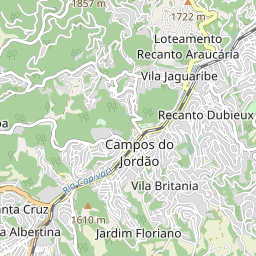 1857 m
1722 m
Loteamento
Recanto Araucária
Vila Jaguaribe
Recanto Dubieux
Campos do
Jordão
Rio Capivari
Vila Britania
anta Cruz
1610 m
a Albertina
Jardim Floriano